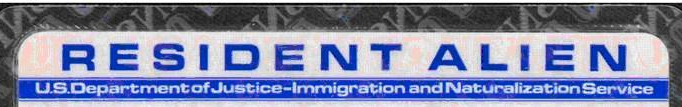 RESIDENT ALIEN
U.S.Department of Justice-Immigration and Naturalization Service